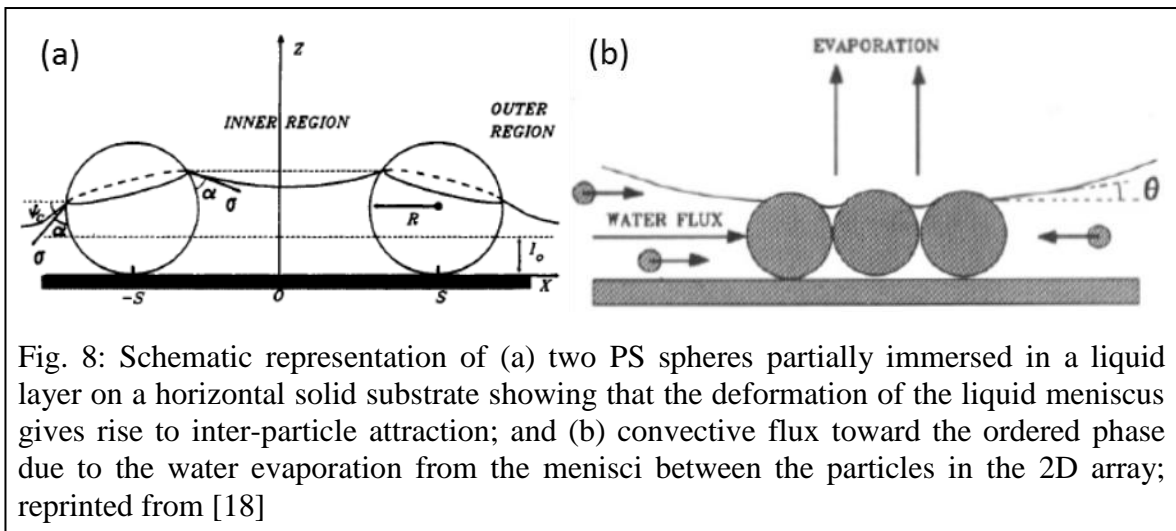 (a)
Z
INNER REGION
OUTER
REGION
α
σ
ψc
α
σ
R
l₀
-S
O
S
X
(b)
EVAPORATION
WATER FLUX
θ
Fig. 8: Schematic representation of (a) two PS spheres partially immersed in a liquid
layer on a horizontal solid substrate showing that the deformation of the liquid meniscus
gives rise to inter-particle attraction; and (b) convective flux toward the ordered phase
due to the water evaporation from the menisci between the particles in the 2D array;
reprinted from [18]